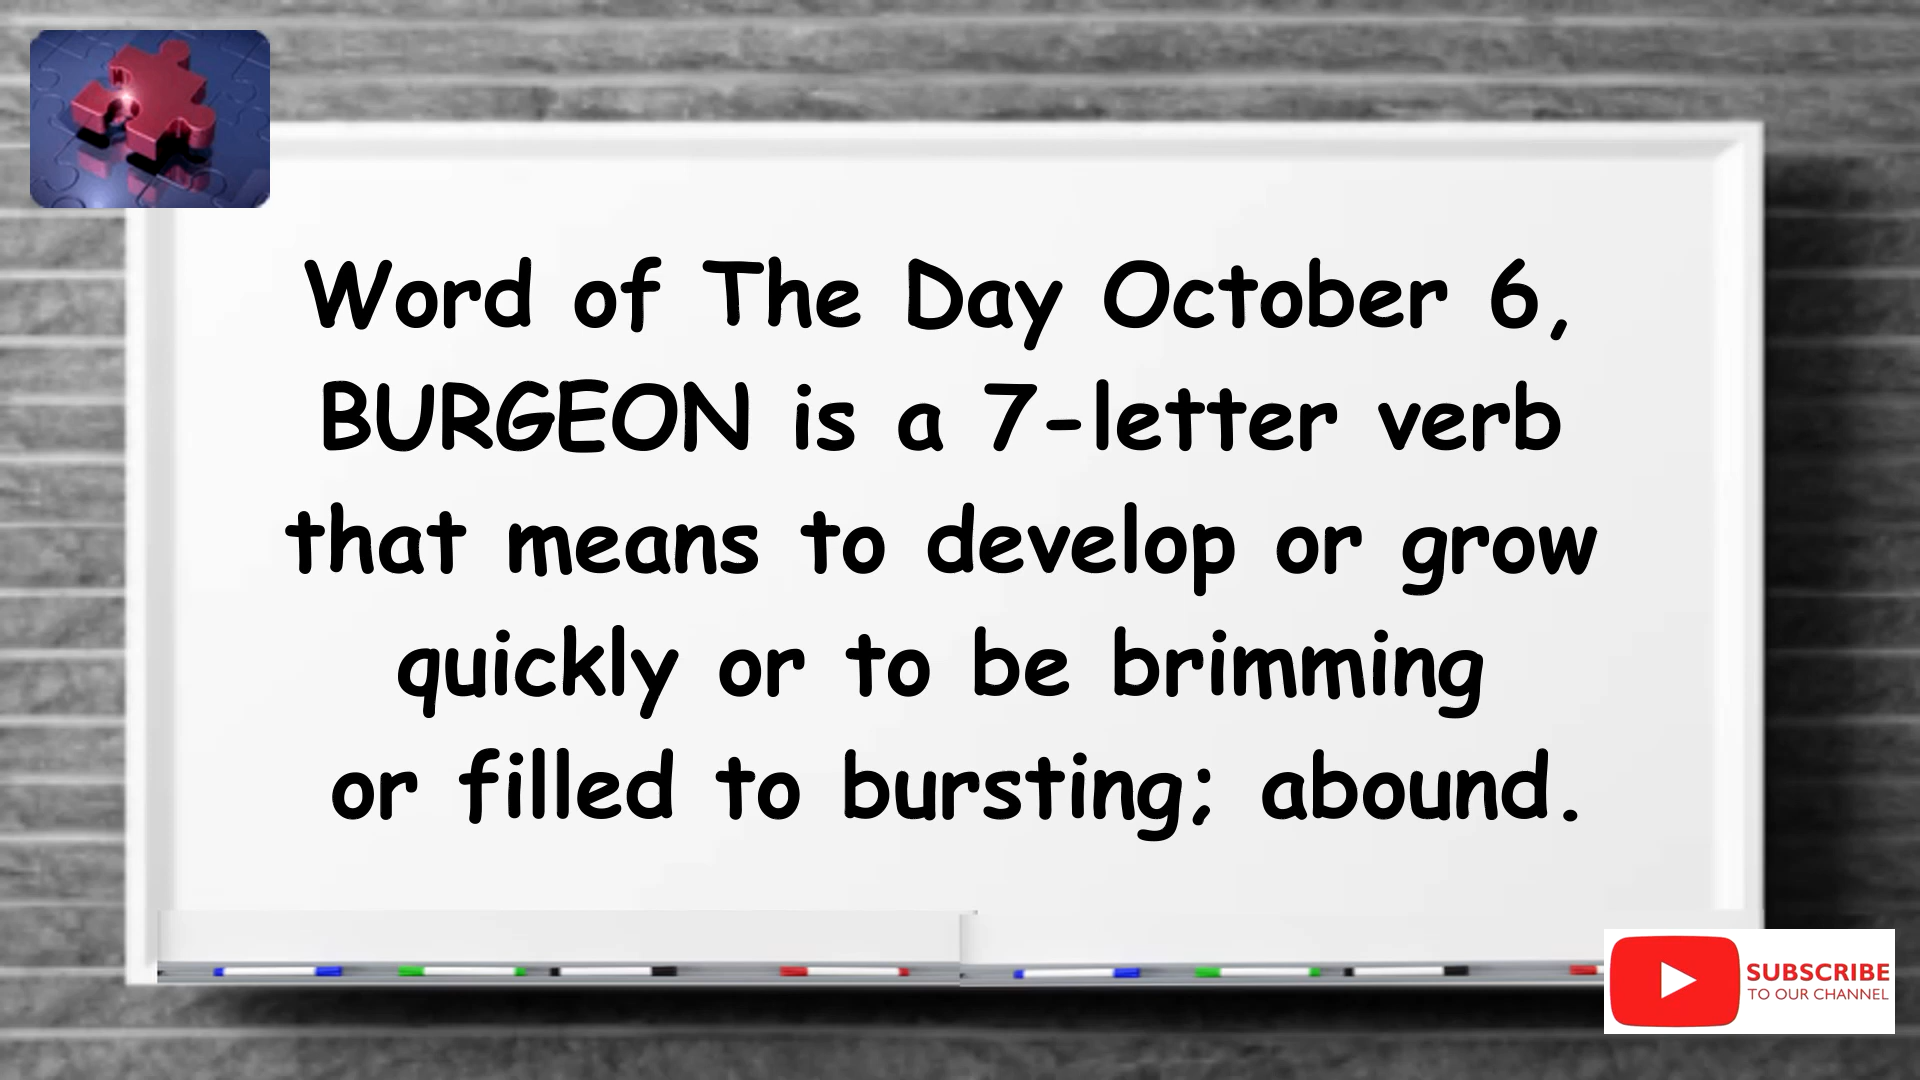 Word of The Day October 6,
BURGEON is a 7-letter verb
that means to develop or grow
quickly or to be brimming
or filled to bursting; abound.
SUBSCRIBE
TO OUR CHANNEL